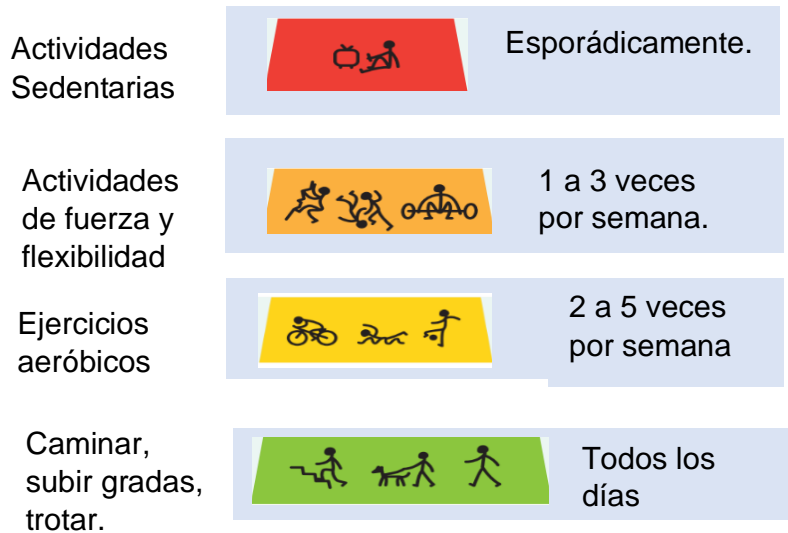 Actividades
Sedentarias
Esporádicamente.
Actividades
de fuerza y
flexibilidad
1 a 3 veces
por semana.
Ejercicios
aeróbicos
2 a 5 veces
por semana
Caminar,
subir gradas,
trotar.
Todos los
días